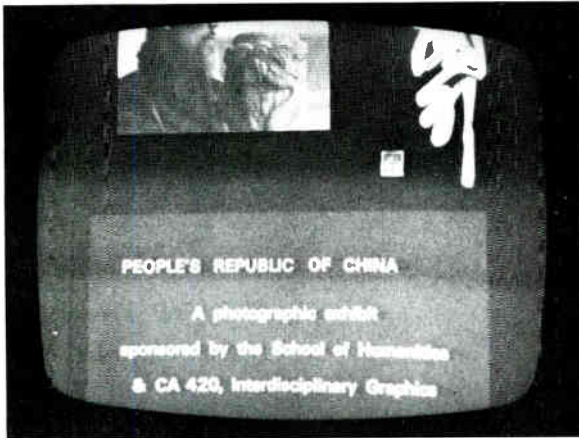 PEOPLE'S REPUBLIC OF CHINA
A photographic exhibit
sponsored by the School of Humanities
& CA 420, Interdisciplinary Graphics